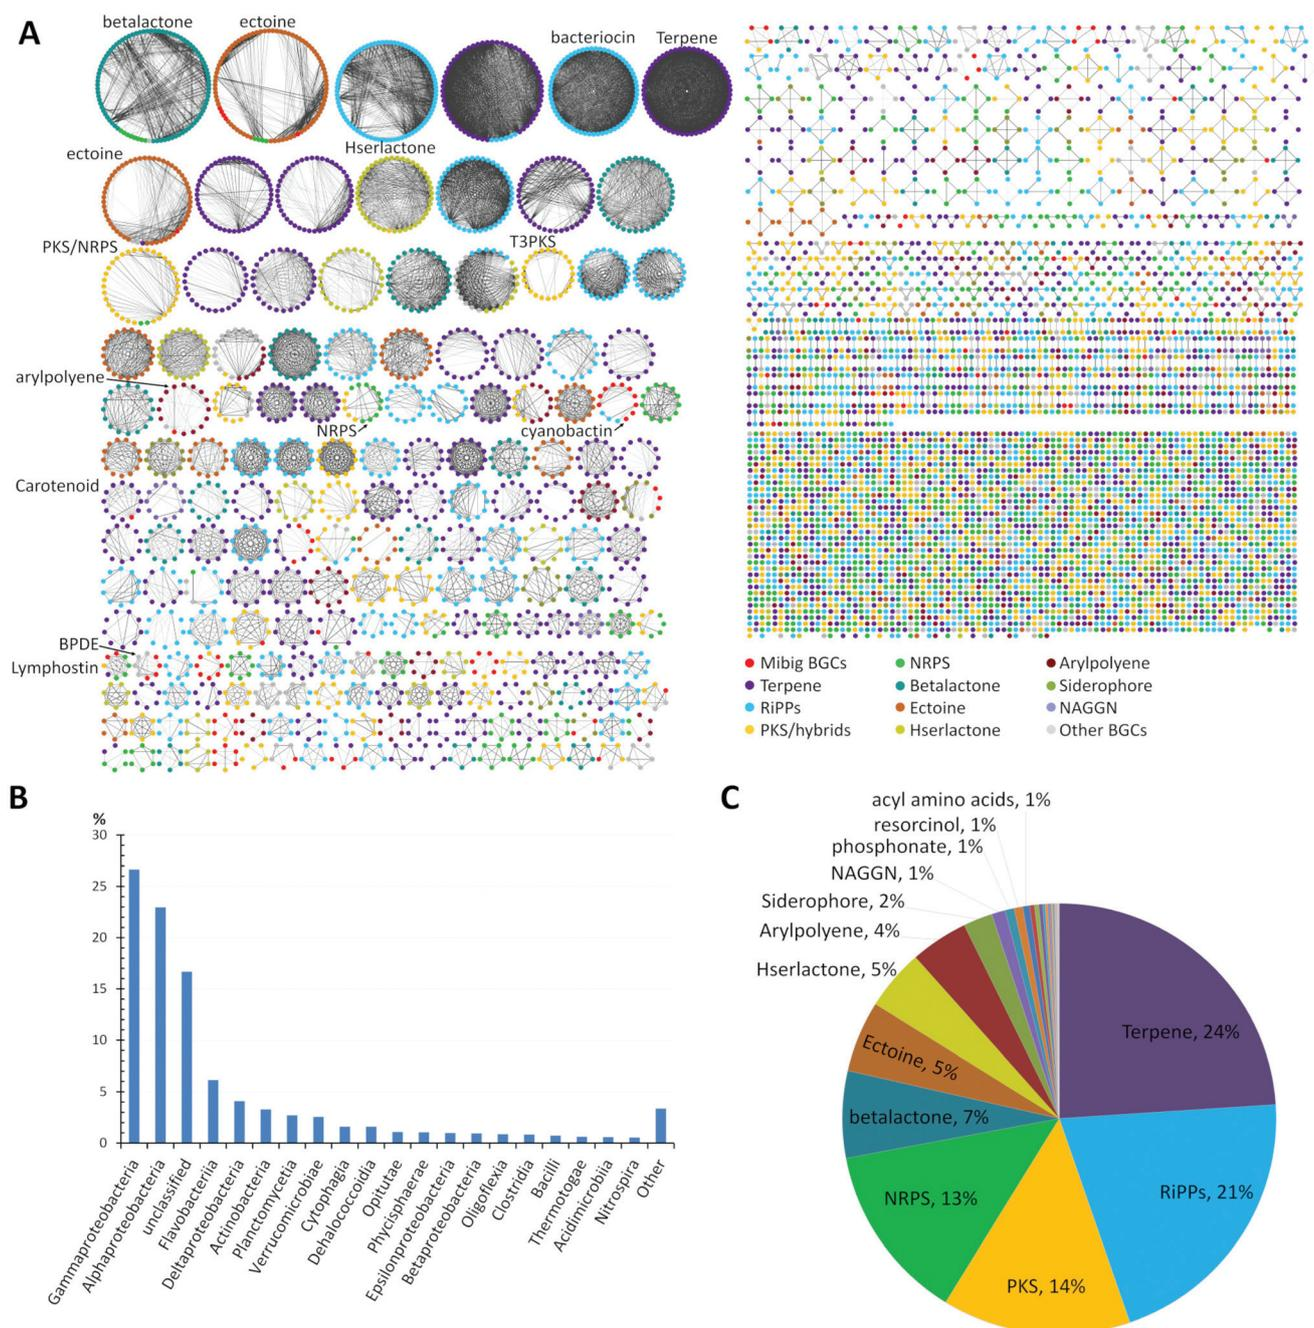 A
betalactone
ectoine
bacteriocin
Terpene
ectoine
Hserlactone
PKS/NRPS
T3PKS
arylpolyene
NRPS
cyanobactin
Carotenoid
BPDE
Lymphostin
Mibig BGCs
NRPS
Arylpolyene
Terpene
Betalactone
Siderophore
RiPPs
Ectoine
NAGGN
PKS/hybrids
Hserlactone
Other BGCs
B
%
30
25
20
15
10
5
0
Gammaproteobacteria
Alphaproteobacteria
unclassified
Flavobacteriia
Deltaproteobacteria
Actinobacteria
Planctomycetia
Verrucomicrobiae
Cytophagia
Dehalococcoidia
Opitutae
Phycisphaerae
Epsilonproteobacteria
Betaproteobacteria
Oligoflexia
Clostridia
Bacilli
Thermotogae
Acidimicrobiia
Nitrospira
Other
C
acyl amino acids, 1%
resorcinol, 1%
phosphonate, 1%
NAGGN, 1%
Siderophore, 2%
Arylpolyene, 4%
Hserlactone, 5%
Ectoine, 5%
betalactone, 7%
NRPS, 13%
PKS, 14%
RiPPs, 21%
Terpene, 24%